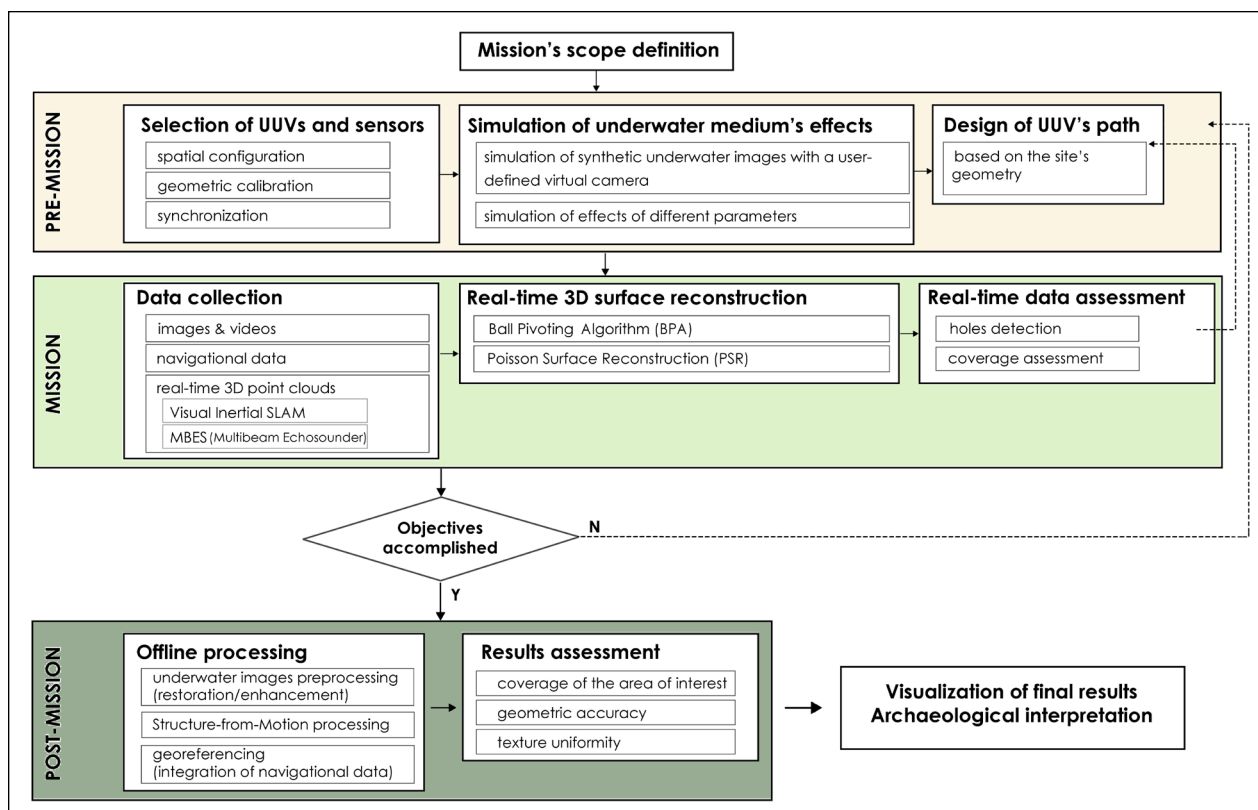 Mission's scope definition
PRE-MISSION
Selection of UUVs and sensors
spatial configuration
geometric calibration
synchronization
Simulation of underwater medium's effects
simulation of synthetic underwater images with a user-
defined virtual camera
simulation of effects of different parameters
Design of UUV's path
based on the site's
geometry
MISSION
Data collection
images & videos
navigational data
real-time 3D point clouds
Visual Inertial SLAM
MBES (Multibeam Echosounder)
Real-time 3D surface reconstruction
Ball Pivoting Algorithm (BPA)
Poisson Surface Reconstruction (PSR)
Real-time data assessment
holes detection
coverage assessment
Objectives
accomplished
N
Y
POST-MISSION
Offline processing
underwater images preprocessing
(restoration/enhancement)
Structure-from-Motion processing
georeferencing
(integration of navigational data)
Results assessment
coverage of the area of interest
geometric accuracy
texture uniformity
Visualization of final results
Archaeological interpretation